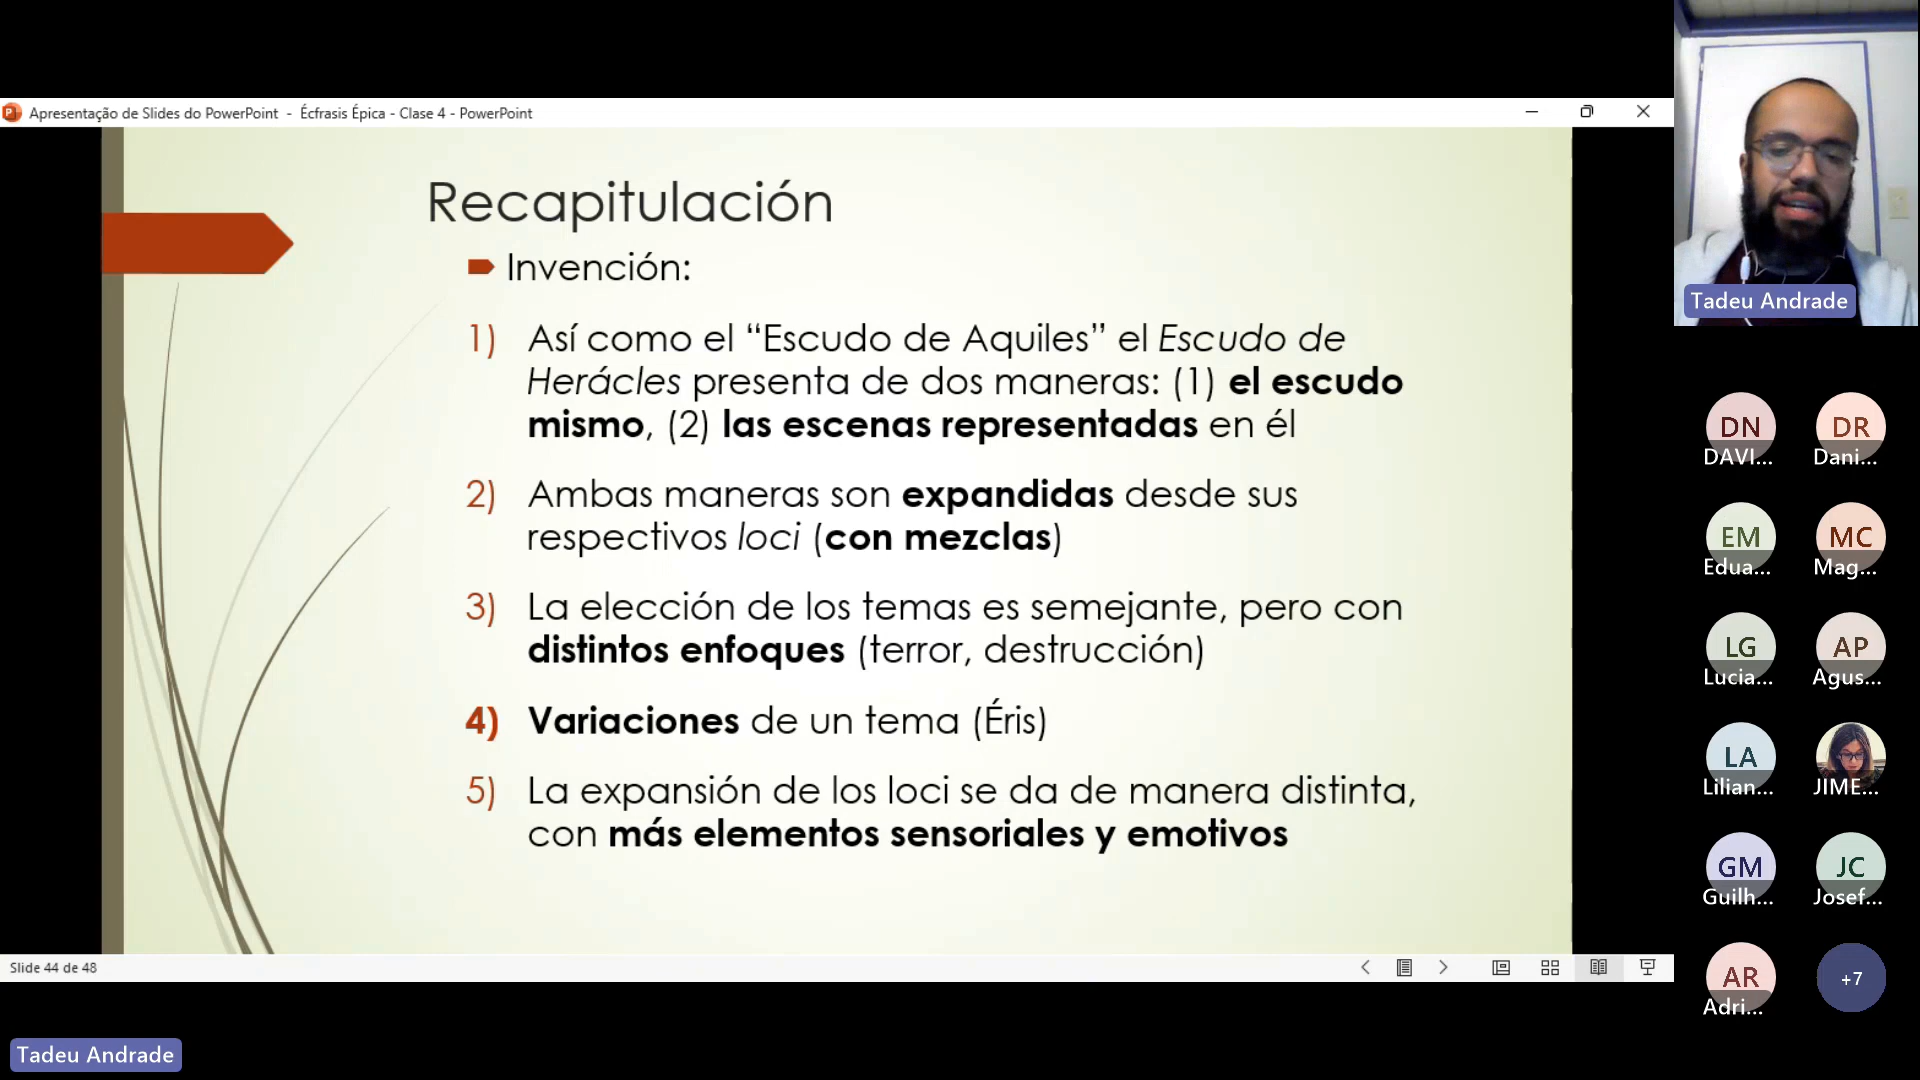 Apresentação de Slides do PowerPoint - Écfrasis Épica - Clase 4 - PowerPoint
Recapitulación
Invención:
1) Así como el “Escudo de Aquiles” el Escudo de
Herácles presenta de dos maneras: (1) el escudo
mismo, (2) las escenas representadas en él
2) Ambas maneras son expandidas desde sus
respectivos loci (con mezclas)
3) La elección de los temas es semejante, pero con
distintos enfoques (terror, destrucción)
4) Variaciones de un tema (Éris)
5) La expansión de los loci se da de manera distinta,
con más elementos sensoriales y emotivos
Slide 44 de 48
Tadeu Andrade
Tadeu Andrade
DN
DAVI...
DR
Dani...
EM
Edua...
MC
Mag...
LG
Lucia...
AP
Agus...
LA
Lilian...
JIME...
GM
Guilh...
JC
Josef...
AR
Adri...
+7